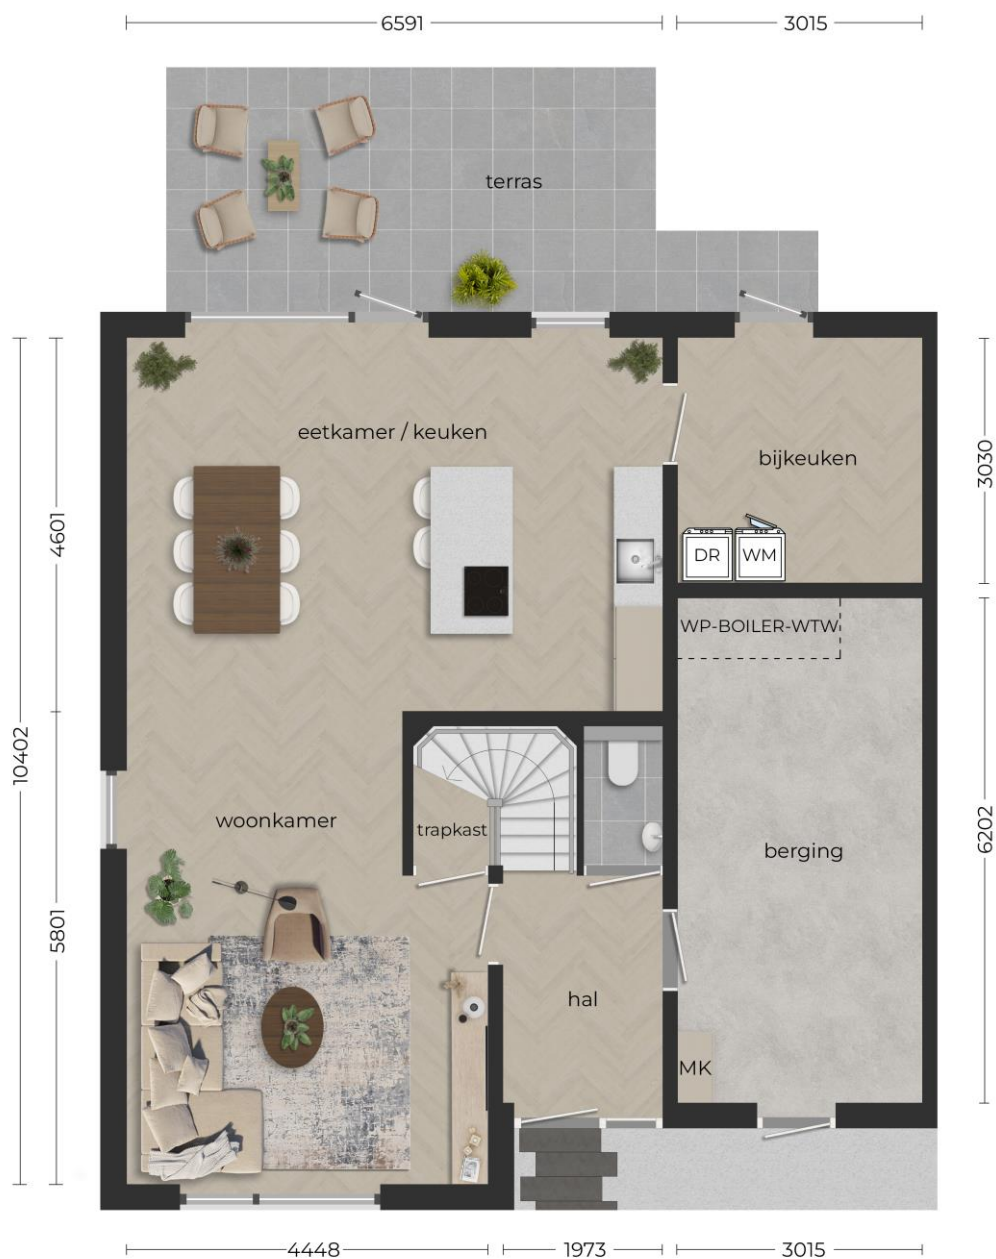 6591
3015
terras
eetkamer / keuken
bijkeuken
3030
4601
DR
WM
WP-BOILER-WTW
10402
woonkamer
trapkast
berging
6202
5801
hal
MK
4448
1973
3015